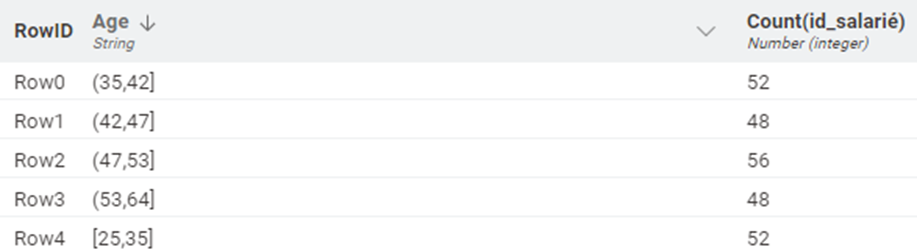 RowID Age ↓ Count(id_salarié)
String Number (integer)
Row0 (35,42] 52
Row1 (42,47] 48
Row2 (47,53] 56
Row3 (53,64] 48
Row4 [25,35] 52